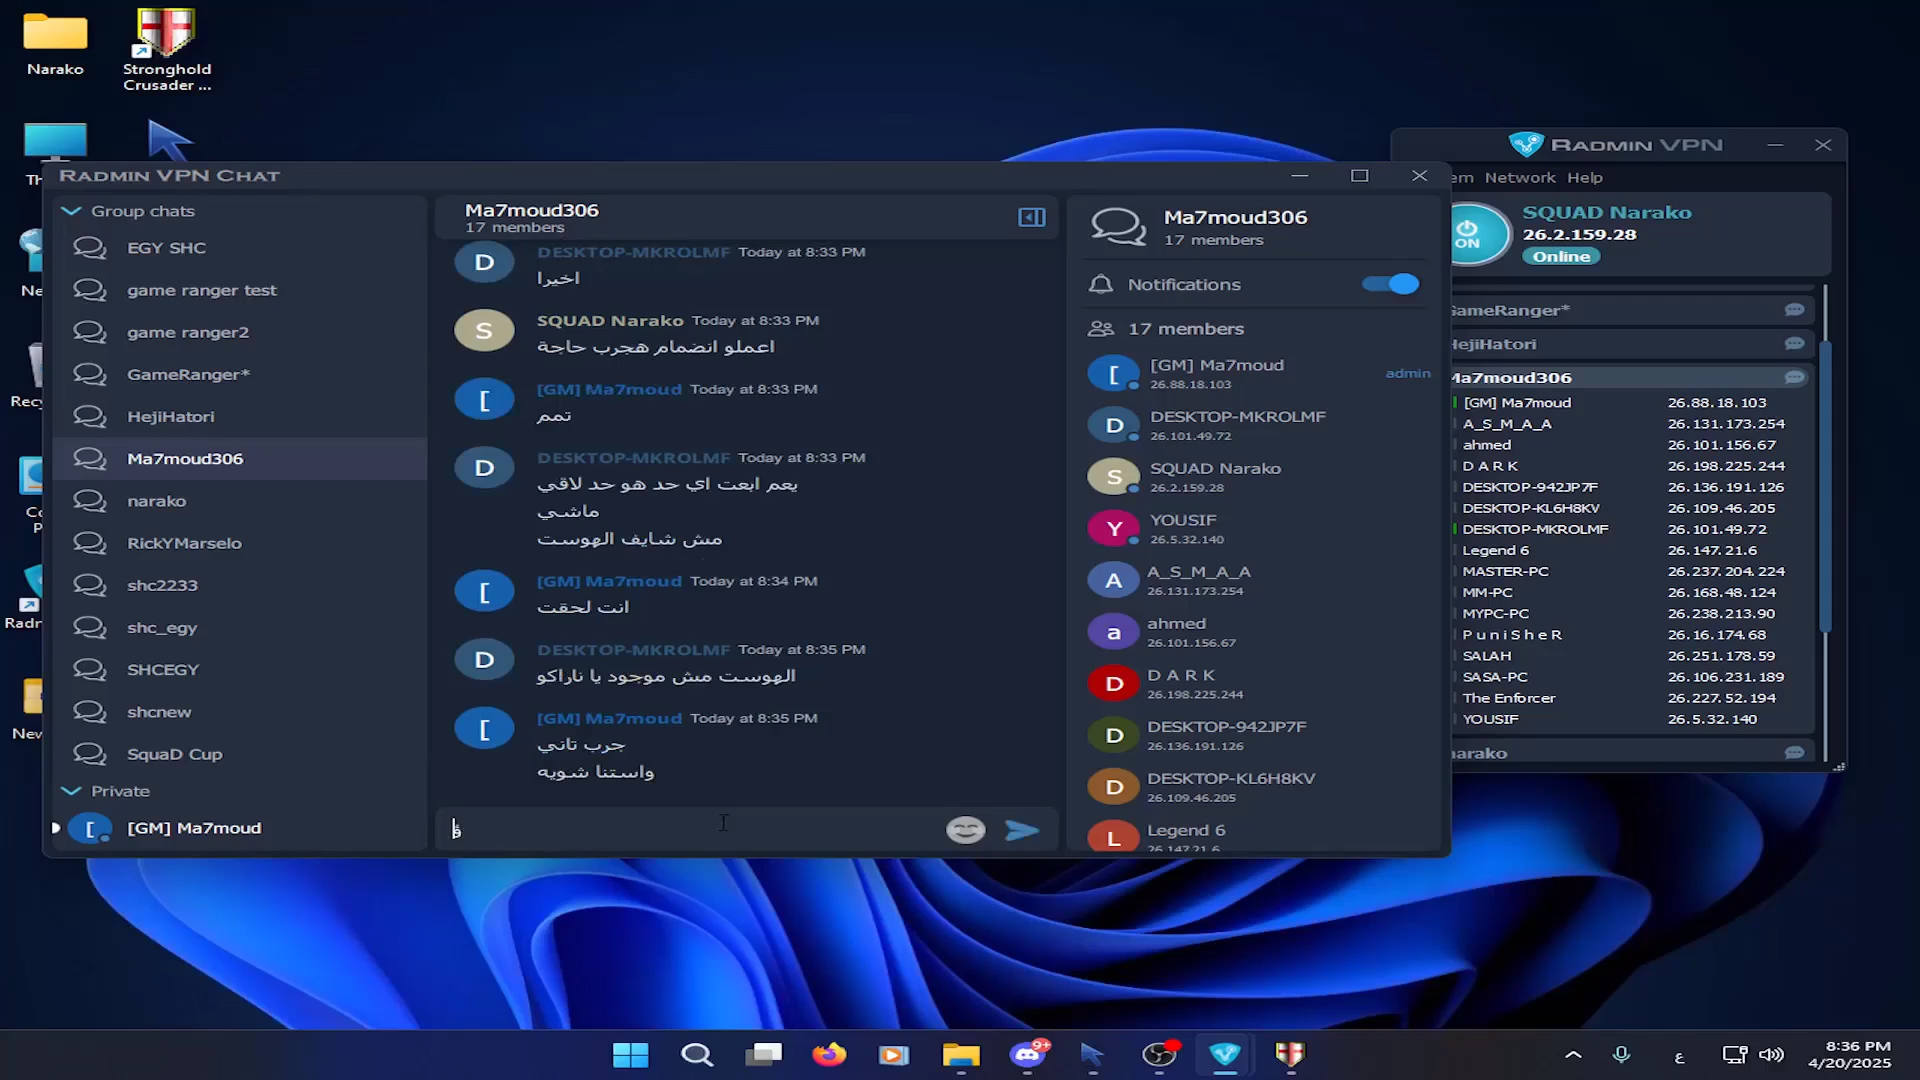 Narako
Stronghold
Crusader ...
RADMIN VPN CHAT
Group chats
EGY SHC
game ranger test
game ranger2
GameRanger*
HejiHatori
Ma7moud306
narako
RickYMarselo
shc2233
shc_egy
SHCEGY
shcnew
SquaD Cup
Private
[GM] Ma7moud
Ma7moud306
17 members
DESKTOP-MKROLMF Today at 8:33 PM
اخيرا
SQUAD Narako Today at 8:33 PM
اعملو انضمام هجرب حاجة
[GM] Ma7moud Today at 8:33 PM
تمم
DESKTOP-MKROLMF Today at 8:33 PM
يعم ابعت اي حد هو حد لاقي
ماشي
مش شايف الهوست
[GM] Ma7moud Today at 8:34 PM
انت لحقت
DESKTOP-MKROLMF Today at 8:35 PM
الهوست مش موجود يا ناراكو
[GM] Ma7moud Today at 8:35 PM
جرب تاني
واستنا شويه
Ma7moud306
17 members
Notifications
17 members
[GM] Ma7moud
admin
26.88.18.103
DESKTOP-MKROLMF
26.101.49.72
SQUAD Narako
26.2.159.28
YOUSIF
26.5.32.140
A_S_M_A_A
26.131.173.254
ahmed
26.101.156.67
D A R K
26.198.225.244
DESKTOP-942JP7F
26.136.191.126
DESKTOP-KL6H8KV
26.109.46.205
Legend 6
26.147.21.6
RADMIN VPN
Network Help
ON
SQUAD Narako
26.2.159.28
Online
GameRanger*
HejiHatori
Ma7moud306
[GM] Ma7moud 26.88.18.103
A_S_M_A_A 26.131.173.254
ahmed 26.101.156.67
D A R K 26.198.225.244
DESKTOP-942JP7F 26.136.191.126
DESKTOP-KL6H8KV 26.109.46.205
DESKTOP-MKROLMF 26.101.49.72
Legend 6 26.147.21.6
MASTER-PC 26.237.204.224
MM-PC 26.168.48.124
MYPC-PC 26.238.213.90
P u n i S h e R 26.16.174.68
SALAH 26.251.178.59
SASA-PC 26.106.231.189
The Enforcer 26.227.52.194
YOUSIF 26.5.32.140
narako
9+
ع
8:36 PM
4/20/2025